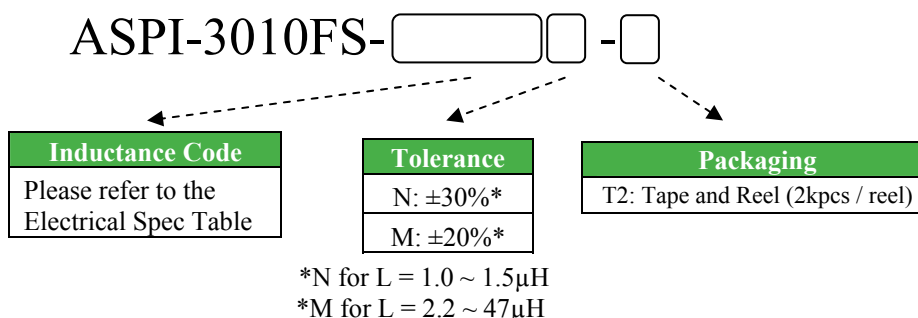 ASPI-3010FS- -
Inductance Code
Please refer to the
Electrical Spec Table
Tolerance
N: ±30%*
M: ±20%*
*N for L = 1.0 ~ 1.5µH
*M for L = 2.2 ~ 47µH
Packaging
T2: Tape and Reel (2kpcs / reel)